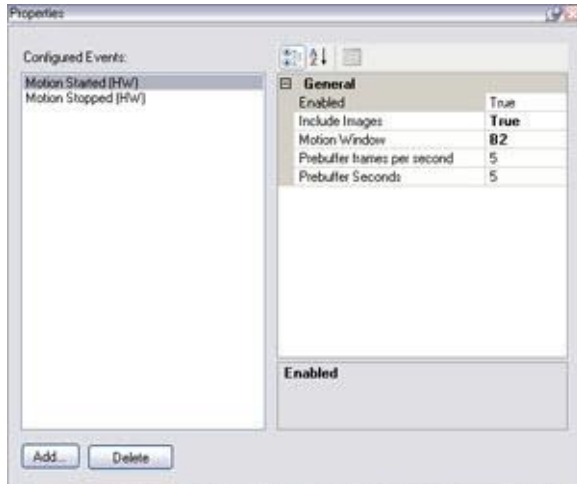 Properties
Configured Events:
Motion Started (HW)
Motion Stopped (HW)
General
Enabled True
Include Images True
Motion Window B2
Prebuffer frames per second 5
Prebuffer Seconds 5
Enabled
Add...
Delete